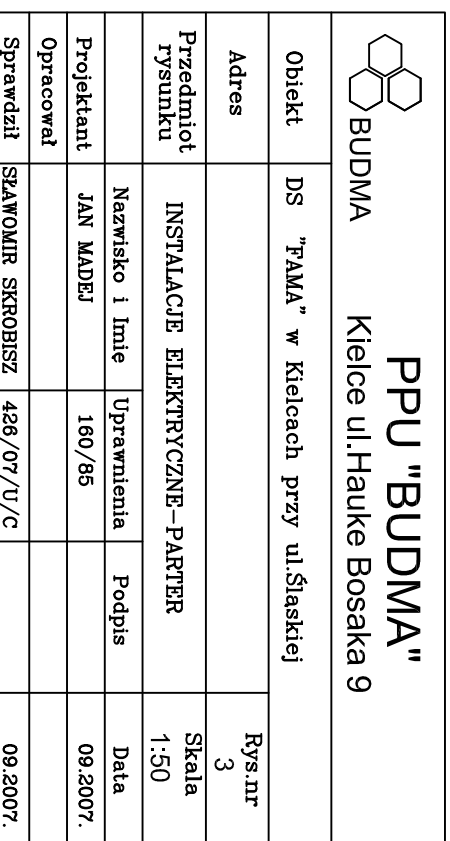 PPU "BUDMA"
BUDMA Kielce ul.Hauke Bosaka 9
Obiekt DS "FAMA" w Kielcach przy ul.Śląskiej
Adres Rys.nr
3
Przedmiot rysunku INSTALACJE ELEKTRYCZNE-PARTER Skala
1:50
Nazwisko i Imię Uprawnienia Podpis Data
Projektant JAN MADEJ 160/85 09.2007.
Opracował
Sprawdził SŁAWOMIR SKROBISZ 426/07/U/C 09.2007.